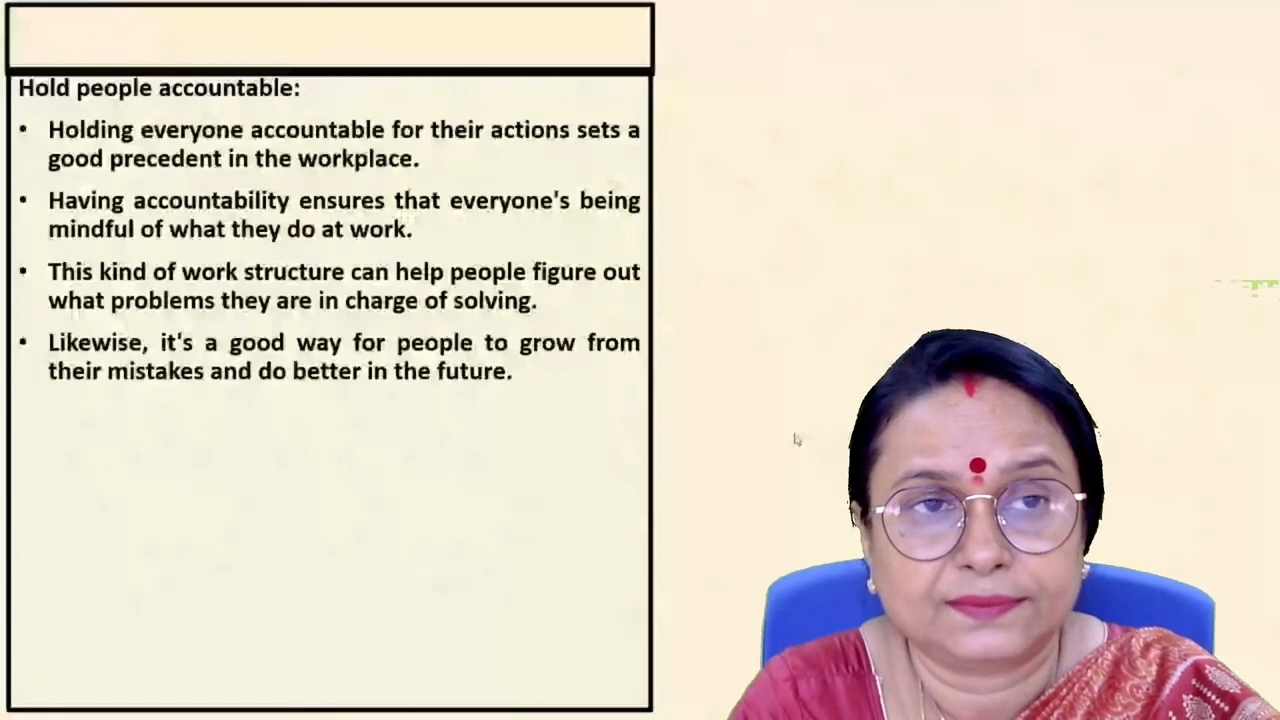 Hold people accountable:
• Holding everyone accountable for their actions sets a
good precedent in the workplace.
• Having accountability ensures that everyone's being
mindful of what they do at work.
• This kind of work structure can help people figure out
what problems they are in charge of solving.
• Likewise, it's a good way for people to grow from
their mistakes and do better in the future.